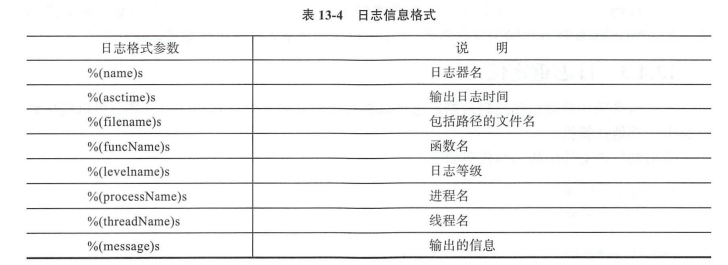 表 13-4 日志信息格式
日志格式参数 说 明
%(name)s 日志器名
%(asctime)s 输出日志时间
%(filename)s 包括路径的文件名
%(funcName)s 函数名
%(levelname)s 日志等级
%(processName)s 进程名
%(threadName)s 线程名
%(message)s 输出的信息